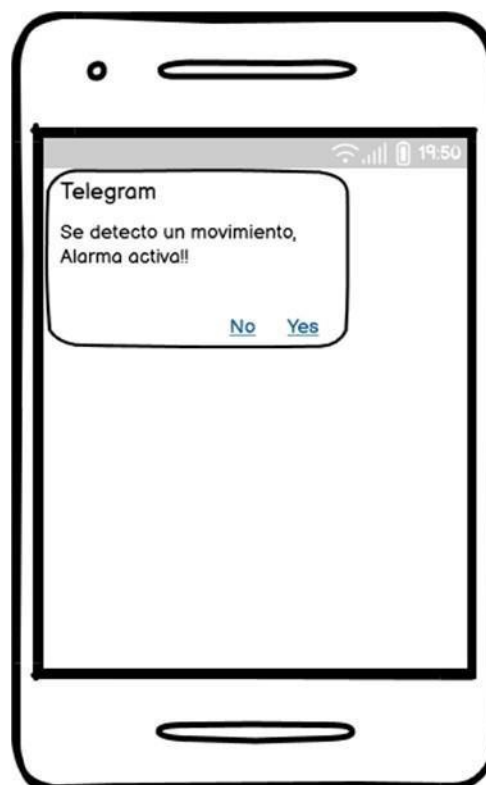 19:50
Telegram
Se detecto un movimiento,
Alarma activa!!
No Yes